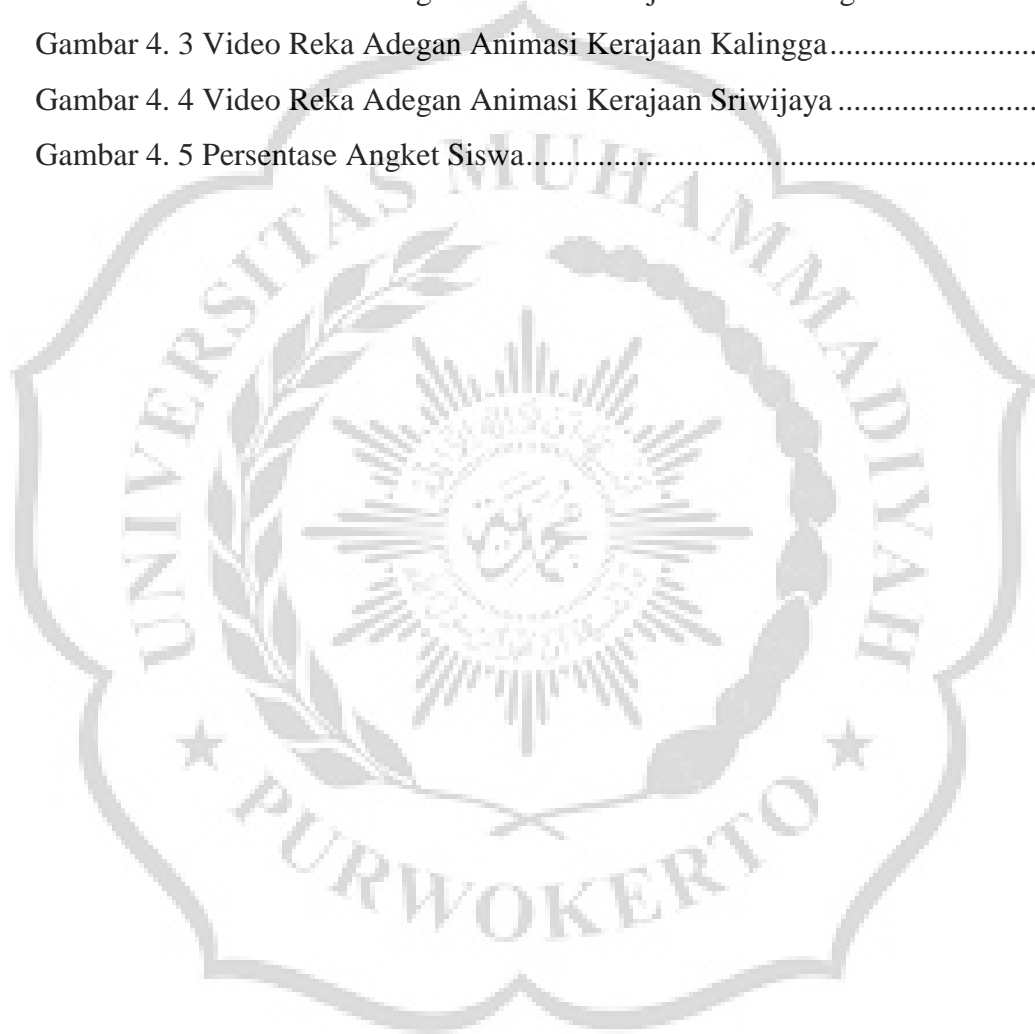 Gambar 4. 3 Video Reka Adegan Animasi Kerajaan Kalingga
Gambar 4. 4 Video Reka Adegan Animasi Kerajaan Sriwijaya
Gambar 4. 5 Persentase Angket Siswa
UNIVERSITAS MUHAMMADIYAH
PURWOKERTO